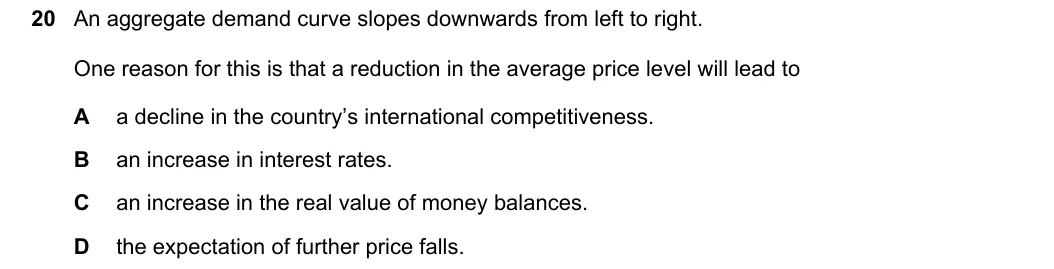 20 An aggregate demand curve slopes downwards from left to right.
One reason for this is that a reduction in the average price level will lead to
A a decline in the country’s international competitiveness.
B an increase in interest rates.
C an increase in the real value of money balances.
D the expectation of further price falls.